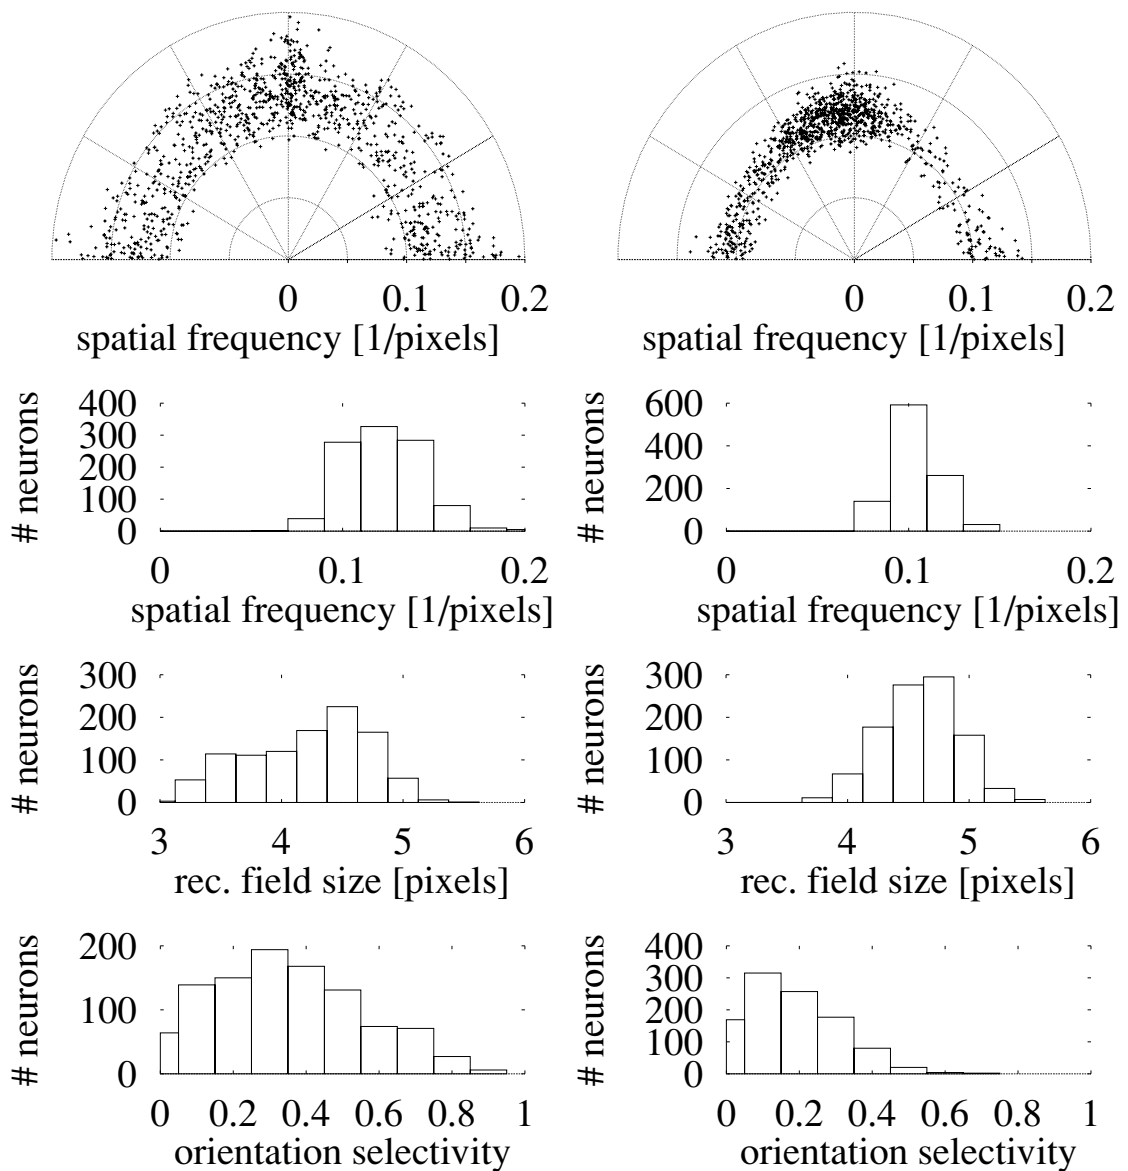 0 0.1 0.2
spatial frequency [1/pixels]
0 0.1 0.2
spatial frequency [1/pixels]
# neurons
400
300
200
100
0
0 0.1 0.2
spatial frequency [1/pixels]
# neurons
600
400
200
0
0 0.1 0.2
spatial frequency [1/pixels]
# neurons
300
200
100
0
3 4 5 6
rec. field size [pixels]
# neurons
300
200
100
0
3 4 5 6
rec. field size [pixels]
# neurons
200
100
0
0 0.2 0.4 0.6 0.8 1
orientation selectivity
# neurons
400
300
200
100
0
0 0.2 0.4 0.6 0.8 1
orientation selectivity